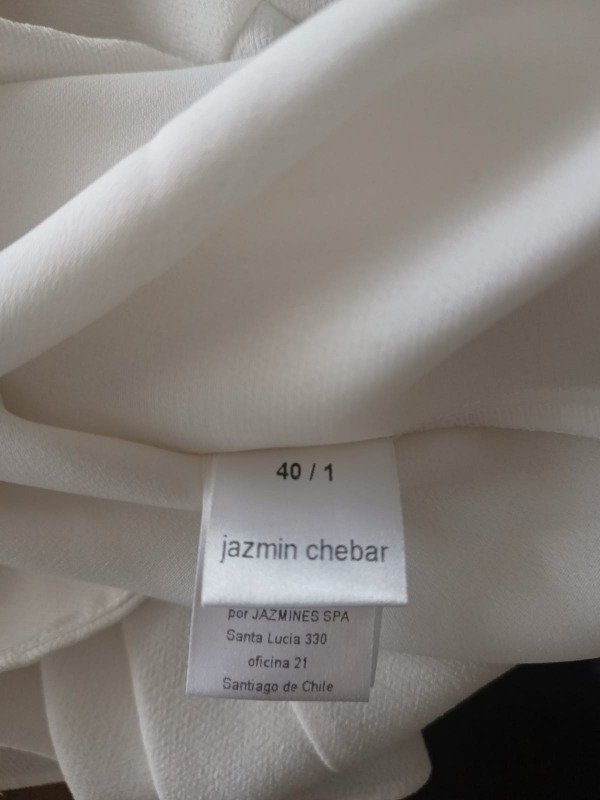 40 / 1
jazmin chebar
por JAZMINES SPA
Santa Lucia 330
oficina 21
Santiago de Chile